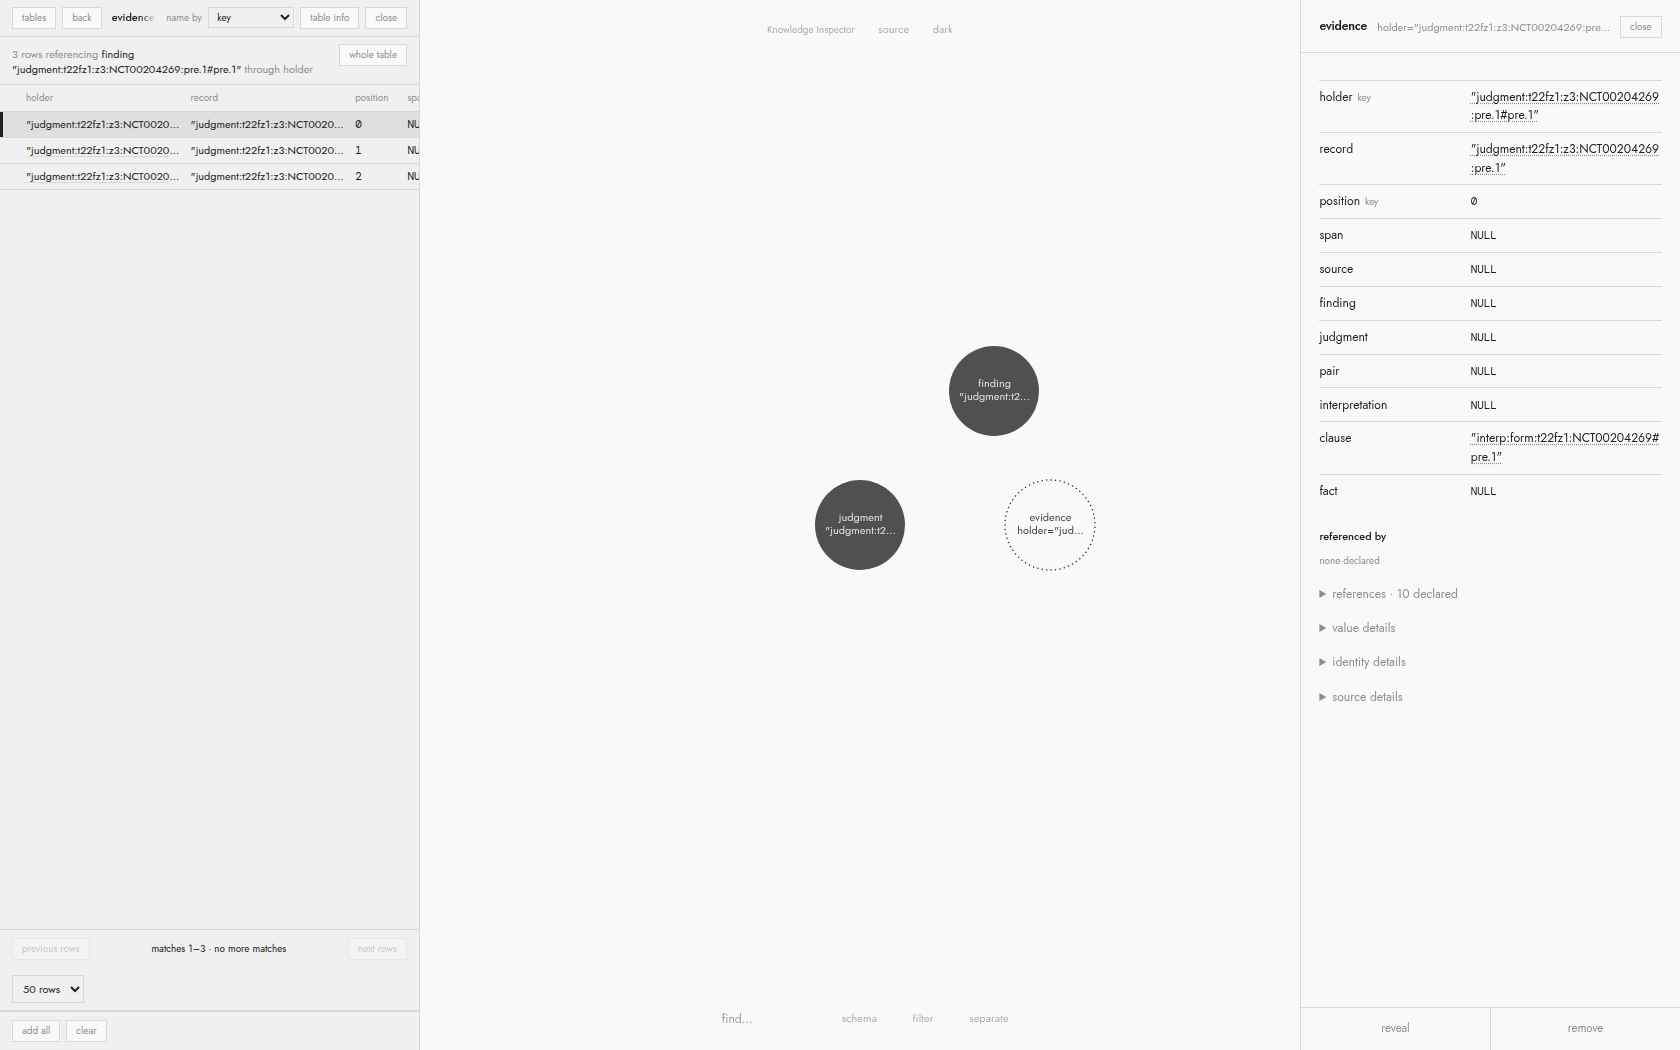 tables back evidence name by key table info close
3 rows referencing finding
"judgment:t22fz1:z3:NCT00204269:pre.1#pre.1" through holder
whole table
holder record position spa
"judgment:t22fz1:z3:NCT0020... "judgment:t22fz1:z3:NCT0020... 0 NU
"judgment:t22fz1:z3:NCT0020... "judgment:t22fz1:z3:NCT0020... 1 NU
"judgment:t22fz1:z3:NCT0020... "judgment:t22fz1:z3:NCT0020... 2 NU
previous rows matches 1–3 · no more matches next rows
50 rows
add all clear
Knowledge Inspector source dark
finding
"judgment:t2...
judgment
"judgment:t2...
evidence
holder="jud...
find... schema filter separate
evidence holder="judgment:t22fz1:z3:NCT00204269:pre... close
holder key "judgment:t22fz1:z3:NCT00204269
:pre.1#pre.1"
record "judgment:t22fz1:z3:NCT00204269
:pre.1"
position key 0
span NULL
source NULL
finding NULL
judgment NULL
pair NULL
interpretation NULL
clause "interp:form:t22fz1:NCT00204269#
pre.1"
fact NULL
referenced by
none declared
▶ references · 10 declared
▶ value details
▶ identity details
▶ source details
reveal remove